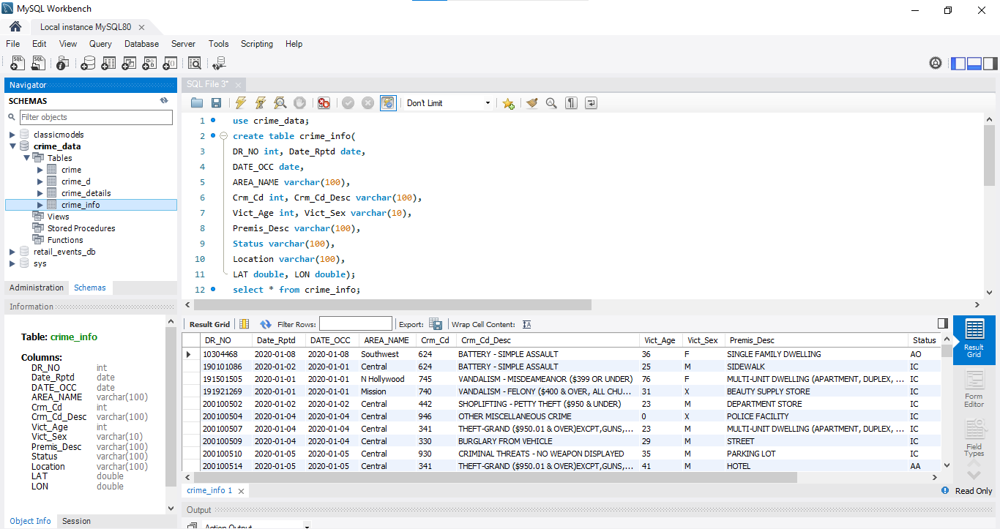 MySQL Workbench
Local instance MySQL80
File Edit View Query Database Server Tools Scripting Help
Navigator
SCHEMAS
Filter objects
classicmodels
crime_data
Tables
crime
crime_d
crime_details
crime_info
Views
Stored Procedures
Functions
retail_events_db
sys
Administration Schemas
Information
Table: crime_info
Columns:
DR_NO int
Date_Rptd date
DATE_OCC date
AREA_NAME varchar(100)
Crm_Cd int
Crm_Cd_Desc varchar(100)
Vict_Age int
Vict_Sex varchar(10)
Premis_Desc varchar(100)
Status varchar(100)
Location varchar(100)
LAT double
LON double
Object Info Session
SQL File 3*
Don't Limit
1 use crime_data;
2 create table crime_info(
3 DR_NO int, Date_Rptd date,
4 DATE_OCC date,
5 AREA_NAME varchar(100),
6 Crm_Cd int, Crm_Cd_Desc varchar(100),
7 Vict_Age int, Vict_Sex varchar(10),
8 Premis_Desc varchar(100),
9 Status varchar(100),
10 Location varchar(100),
11 LAT double, LON double);
12 select * from crime_info;
Result Grid Filter Rows: Export: Wrap Cell Content:
DR_NO Date_Rptd DATE_OCC AREA_NAME Crm_Cd Crm_Cd_Desc Vict_Age Vict_Sex Premis_Desc Status
10304468 2020-01-08 2020-01-08 Southwest 624 BATTERY - SIMPLE ASSAULT 36 F SINGLE FAMILY DWELLING AO
190101086 2020-01-02 2020-01-01 Central 624 BATTERY - SIMPLE ASSAULT 25 M SIDEWALK IC
191501505 2020-01-01 2020-01-01 N Hollywood 745 VANDALISM - MISDEAMEANOR ($399 OR UNDER) 76 F MULTI-UNIT DWELLING (APARTMENT, DUPLEX, ... IC
191921269 2020-01-01 2020-01-01 Mission 740 VANDALISM - FELONY ($400 & OVER, ALL CHU... 31 X BEAUTY SUPPLY STORE IC
200100502 2020-01-02 2020-01-02 Central 442 SHOPLIFTING - PETTY THEFT ($950 & UNDER) 23 M DEPARTMENT STORE IC
200100504 2020-01-04 2020-01-04 Central 946 OTHER MISCELLANEOUS CRIME 0 X POLICE FACILITY IC
200100507 2020-01-04 2020-01-04 Central 341 THEFT-GRAND ($950.01 & OVER)EXCPT,GUNS,... 23 M MULTI-UNIT DWELLING (APARTMENT, DUPLEX, ... IC
200100509 2020-01-04 2020-01-04 Central 330 BURGLARY FROM VEHICLE 29 M STREET IC
200100510 2020-01-04 2020-01-04 Central 930 CRIMINAL THREATS - NO WEAPON DISPLAYED 35 M PARKING LOT IC
200100514 2020-01-05 2020-01-04 Central 341 THEFT-GRAND ($950.01 & OVER)EXCPT,GUNS,... 41 M HOTEL AA
Result
Grid
Form
Editor
Field
Types
crime_info 1
Read Only
Output
Action Output